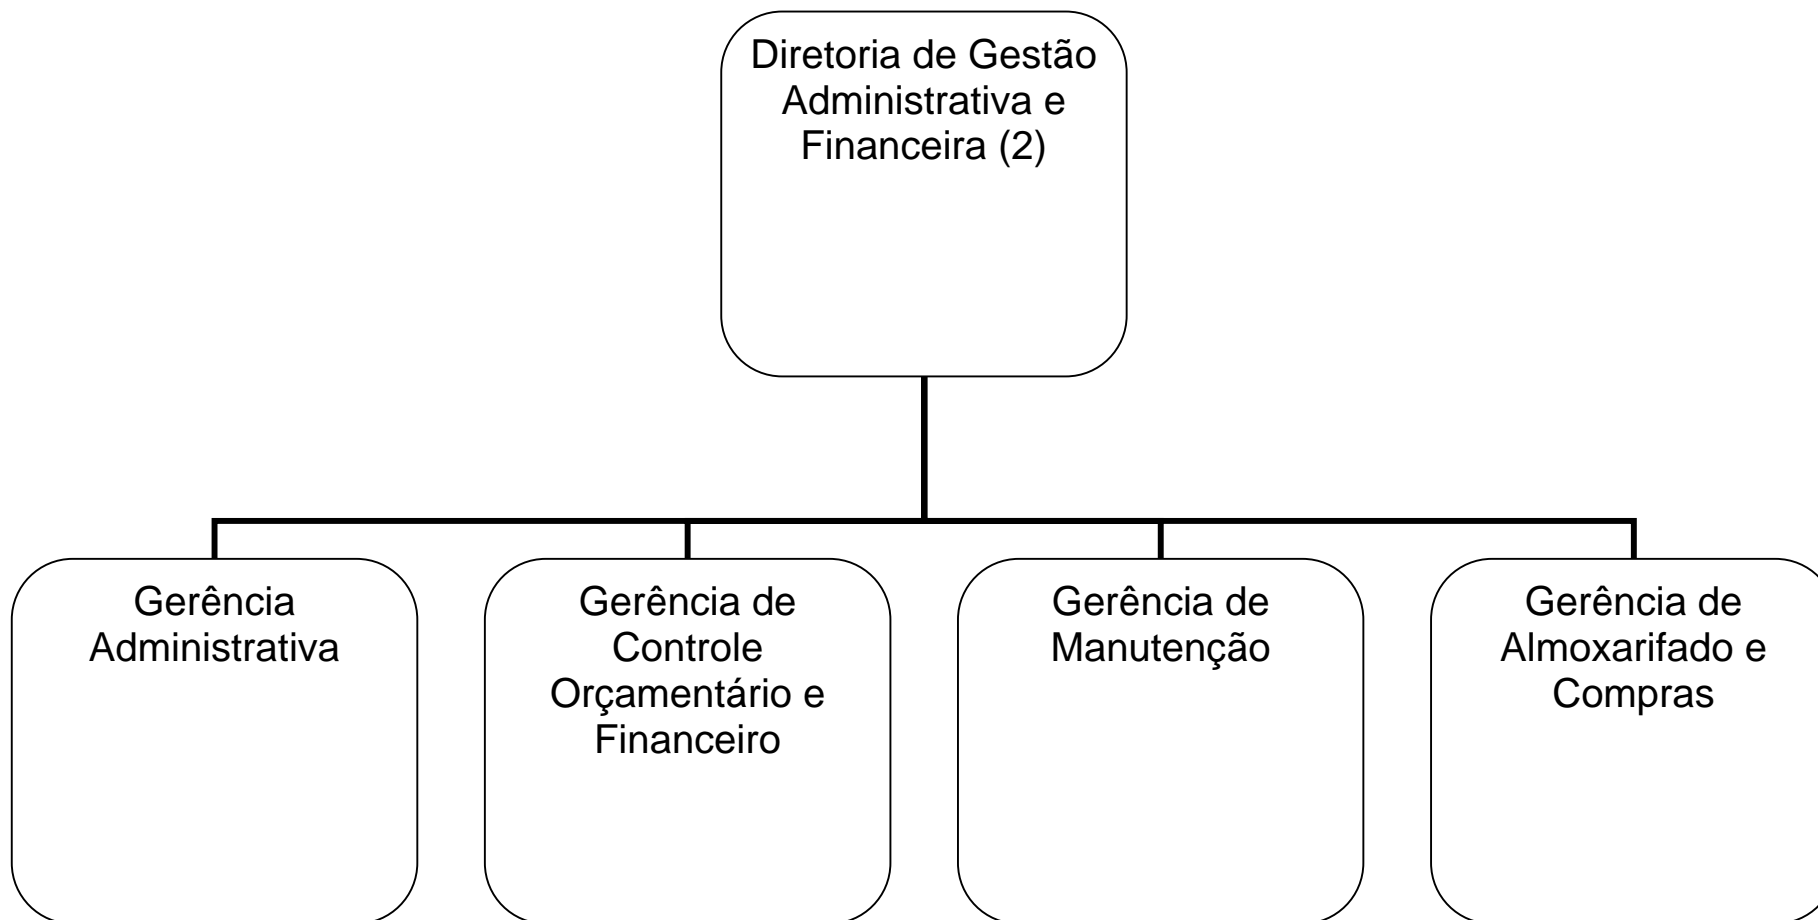 Diretoria de Gestão
Administrativa e
Financeira (2)
Gerência
Administrativa
Gerência de
Controle
Orçamentário e
Financeiro
Gerência de
Manutenção
Gerência de
Almoxarifado e
Compras